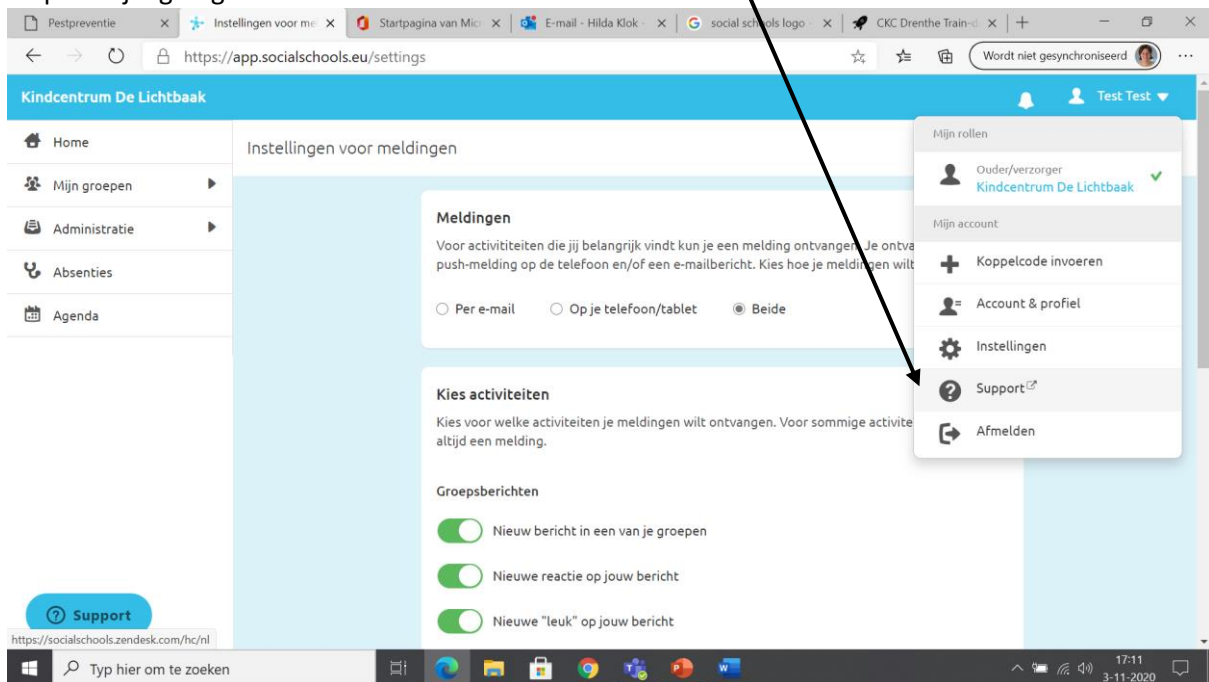 Pestpreventie
Instellingen voor me
Startpagina van Micr
E-mail - Hilda Klok -
social schools logo -
CKC Drenthe Train-
https://app.socialschools.eu/settings
Wordt niet gesynchroniseerd
Kindcentrum De Lichtbaak
Test Test
Home
Mijn groepen
Administratie
Absenties
Agenda
Instellingen voor meldingen
Meldingen
Voor activititeiten die jij belangrijk vindt kun je een melding ontvangen. Je ontva
push-melding op de telefoon en/of een e-mailbericht. Kies hoe je meldingen wilt
Per e-mail Op je telefoon/tablet Beide
Kies activiteiten
Kies voor welke activiteiten je meldingen wilt ontvangen. Voor sommige activite
altijd een melding.
Groepsberichten
Nieuw bericht in een van je groepen
Nieuwe reactie op jouw bericht
Nieuwe "leuk" op jouw bericht
Mijn rollen
Ouder/verzorger
Kindcentrum De Lichtbaak
Mijn account
Koppelcode invoeren
Account & profiel
Instellingen
Support
Afmelden
Support
https://socialschools.zendesk.com/hc/nl
Typ hier om te zoeken
17:11
3-11-2020